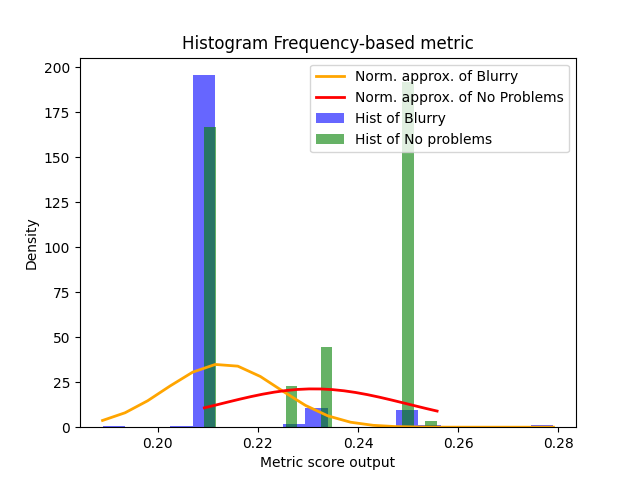 Histogram Frequency-based metric
Norm. approx. of Blurry
Norm. approx. of No Problems
Hist of Blurry
Hist of No problems
200
175
150
125
100
75
50
25
0
Density
0.20
0.22
0.24
0.26
0.28
Metric score output